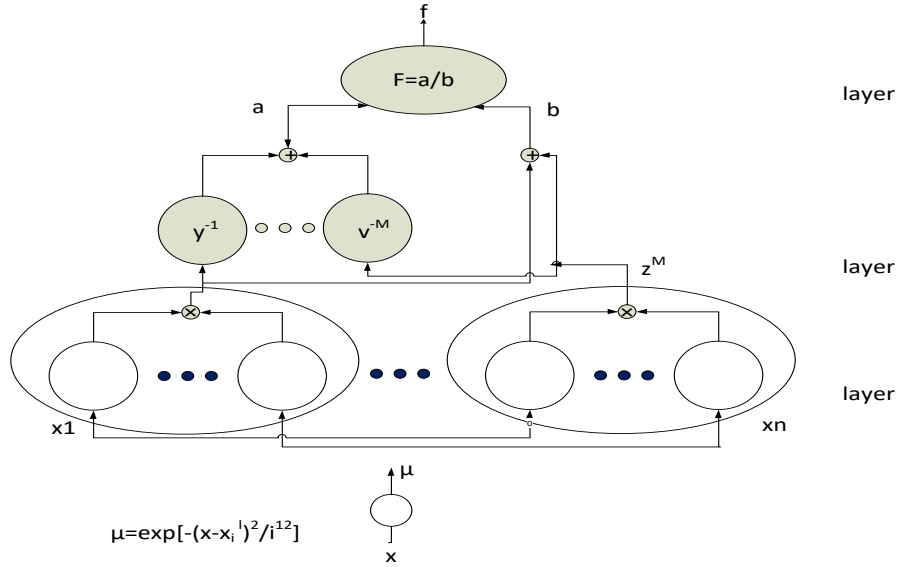 f
F=a/b
layer
a
b
+
+
y⁻¹
v⁻ᴹ
layer
zᴹ
x
x
layer
x1
xn
μ
μ=exp[-(x-xᵢˡ)²/i¹²]
x